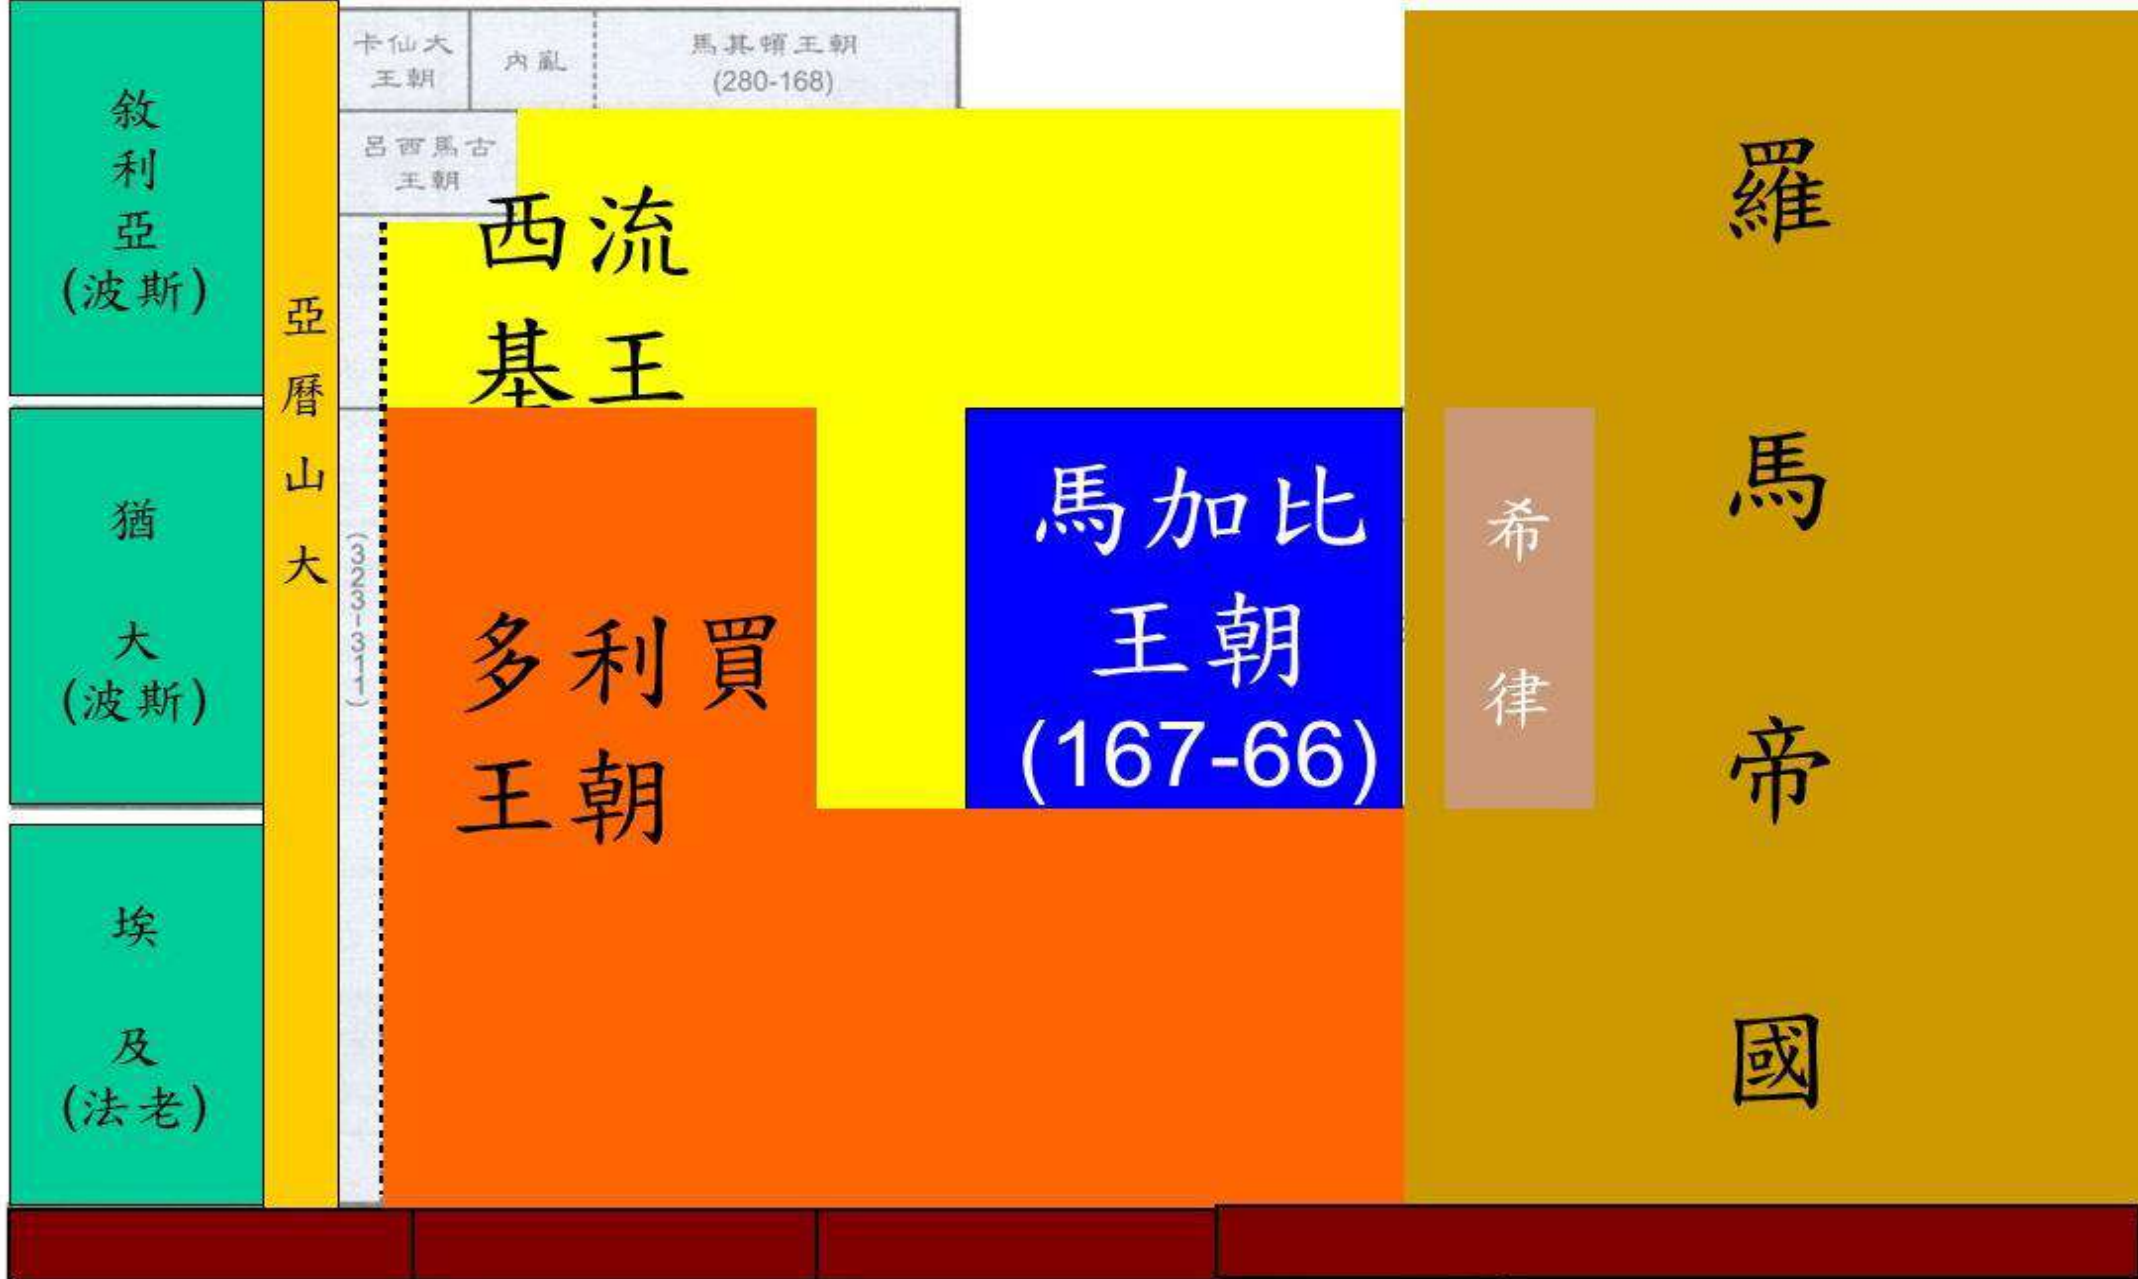 敘
利
亞
(波斯)
猶
大
(波斯)
埃
及
(法老)
亞
曆
山
大
卡仙大
王朝
內亂
馬其頓王朝
(280-168)
呂西馬古
王朝
(323-311)
西流
基王
多利買
王朝
馬加比
王朝
(167-66)
希
律
羅
馬
帝
國